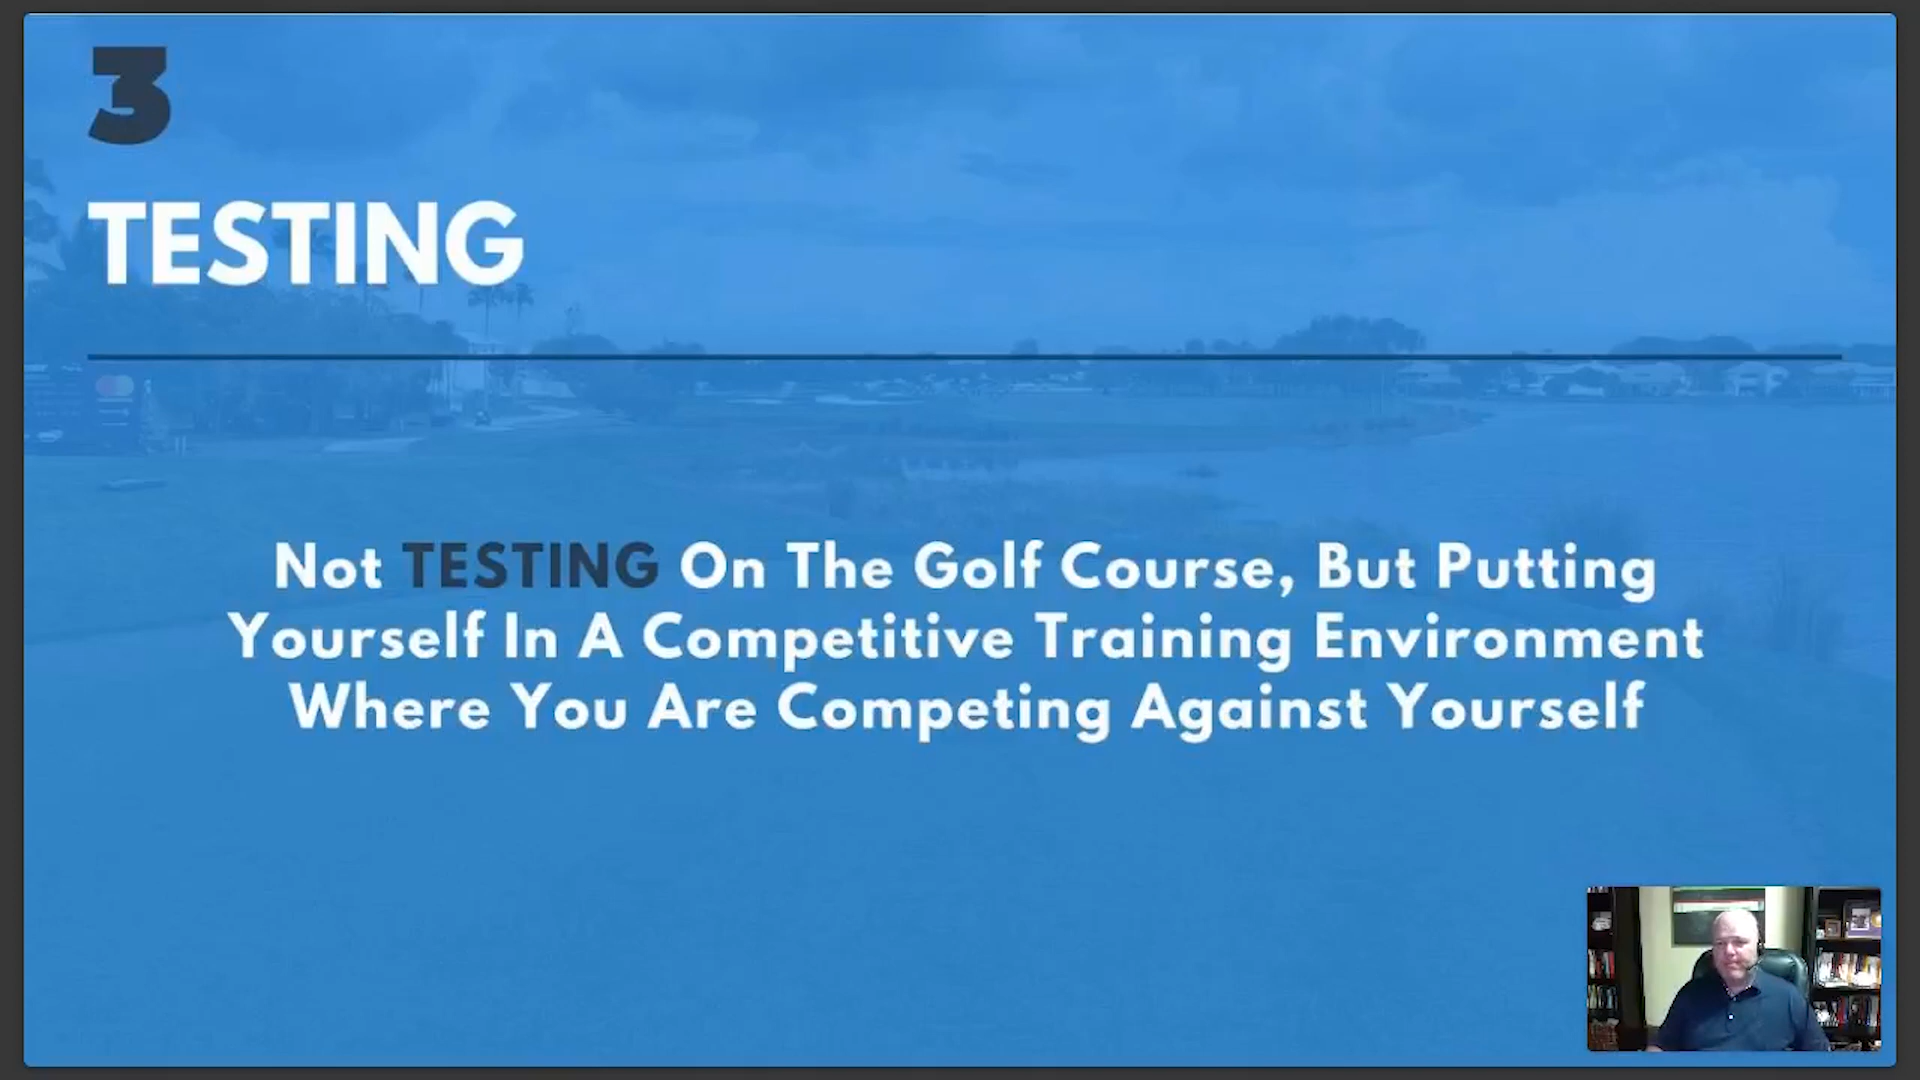 3
TESTING
Not TESTING On The Golf Course, But Putting
Yourself In A Competitive Training Environment
Where You Are Competing Against Yourself